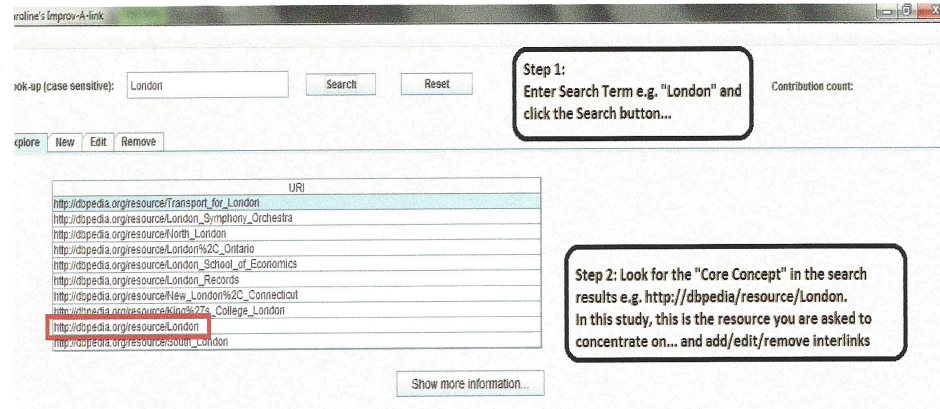 aroline's Improv-A-link
Step 1:
Enter Search Term e.g. "London" and
click the Search button...
ook-up (case sensitive):
London
Search
Reset
Contribution count:
xplore New Edit Remove
URI
http://dbpedia.org/resource/Transport_for_London
http://dbpedia.org/resource/London_Symphony_Orchestra
http://dbpedia.org/resource/North_London
http://dbpedia.org/resource/London%2C_Ontario
http://dbpedia.org/resource/London_School_of_Economics
http://dbpedia.org/resource/London_Records
http://dbpedia.org/resource/New_London%2C_Connecticut
http://dbpedia.org/resource/King%27s_College_London
http://dbpedia.org/resource/London
http://dbpedia.org/resource/South_London
Step 2: Look for the "Core Concept" in the search
results e.g. http://dbpedia/resource/London.
In this study, this is the resource you are asked to
concentrate on... and add/edit/remove interlinks
Show more information...